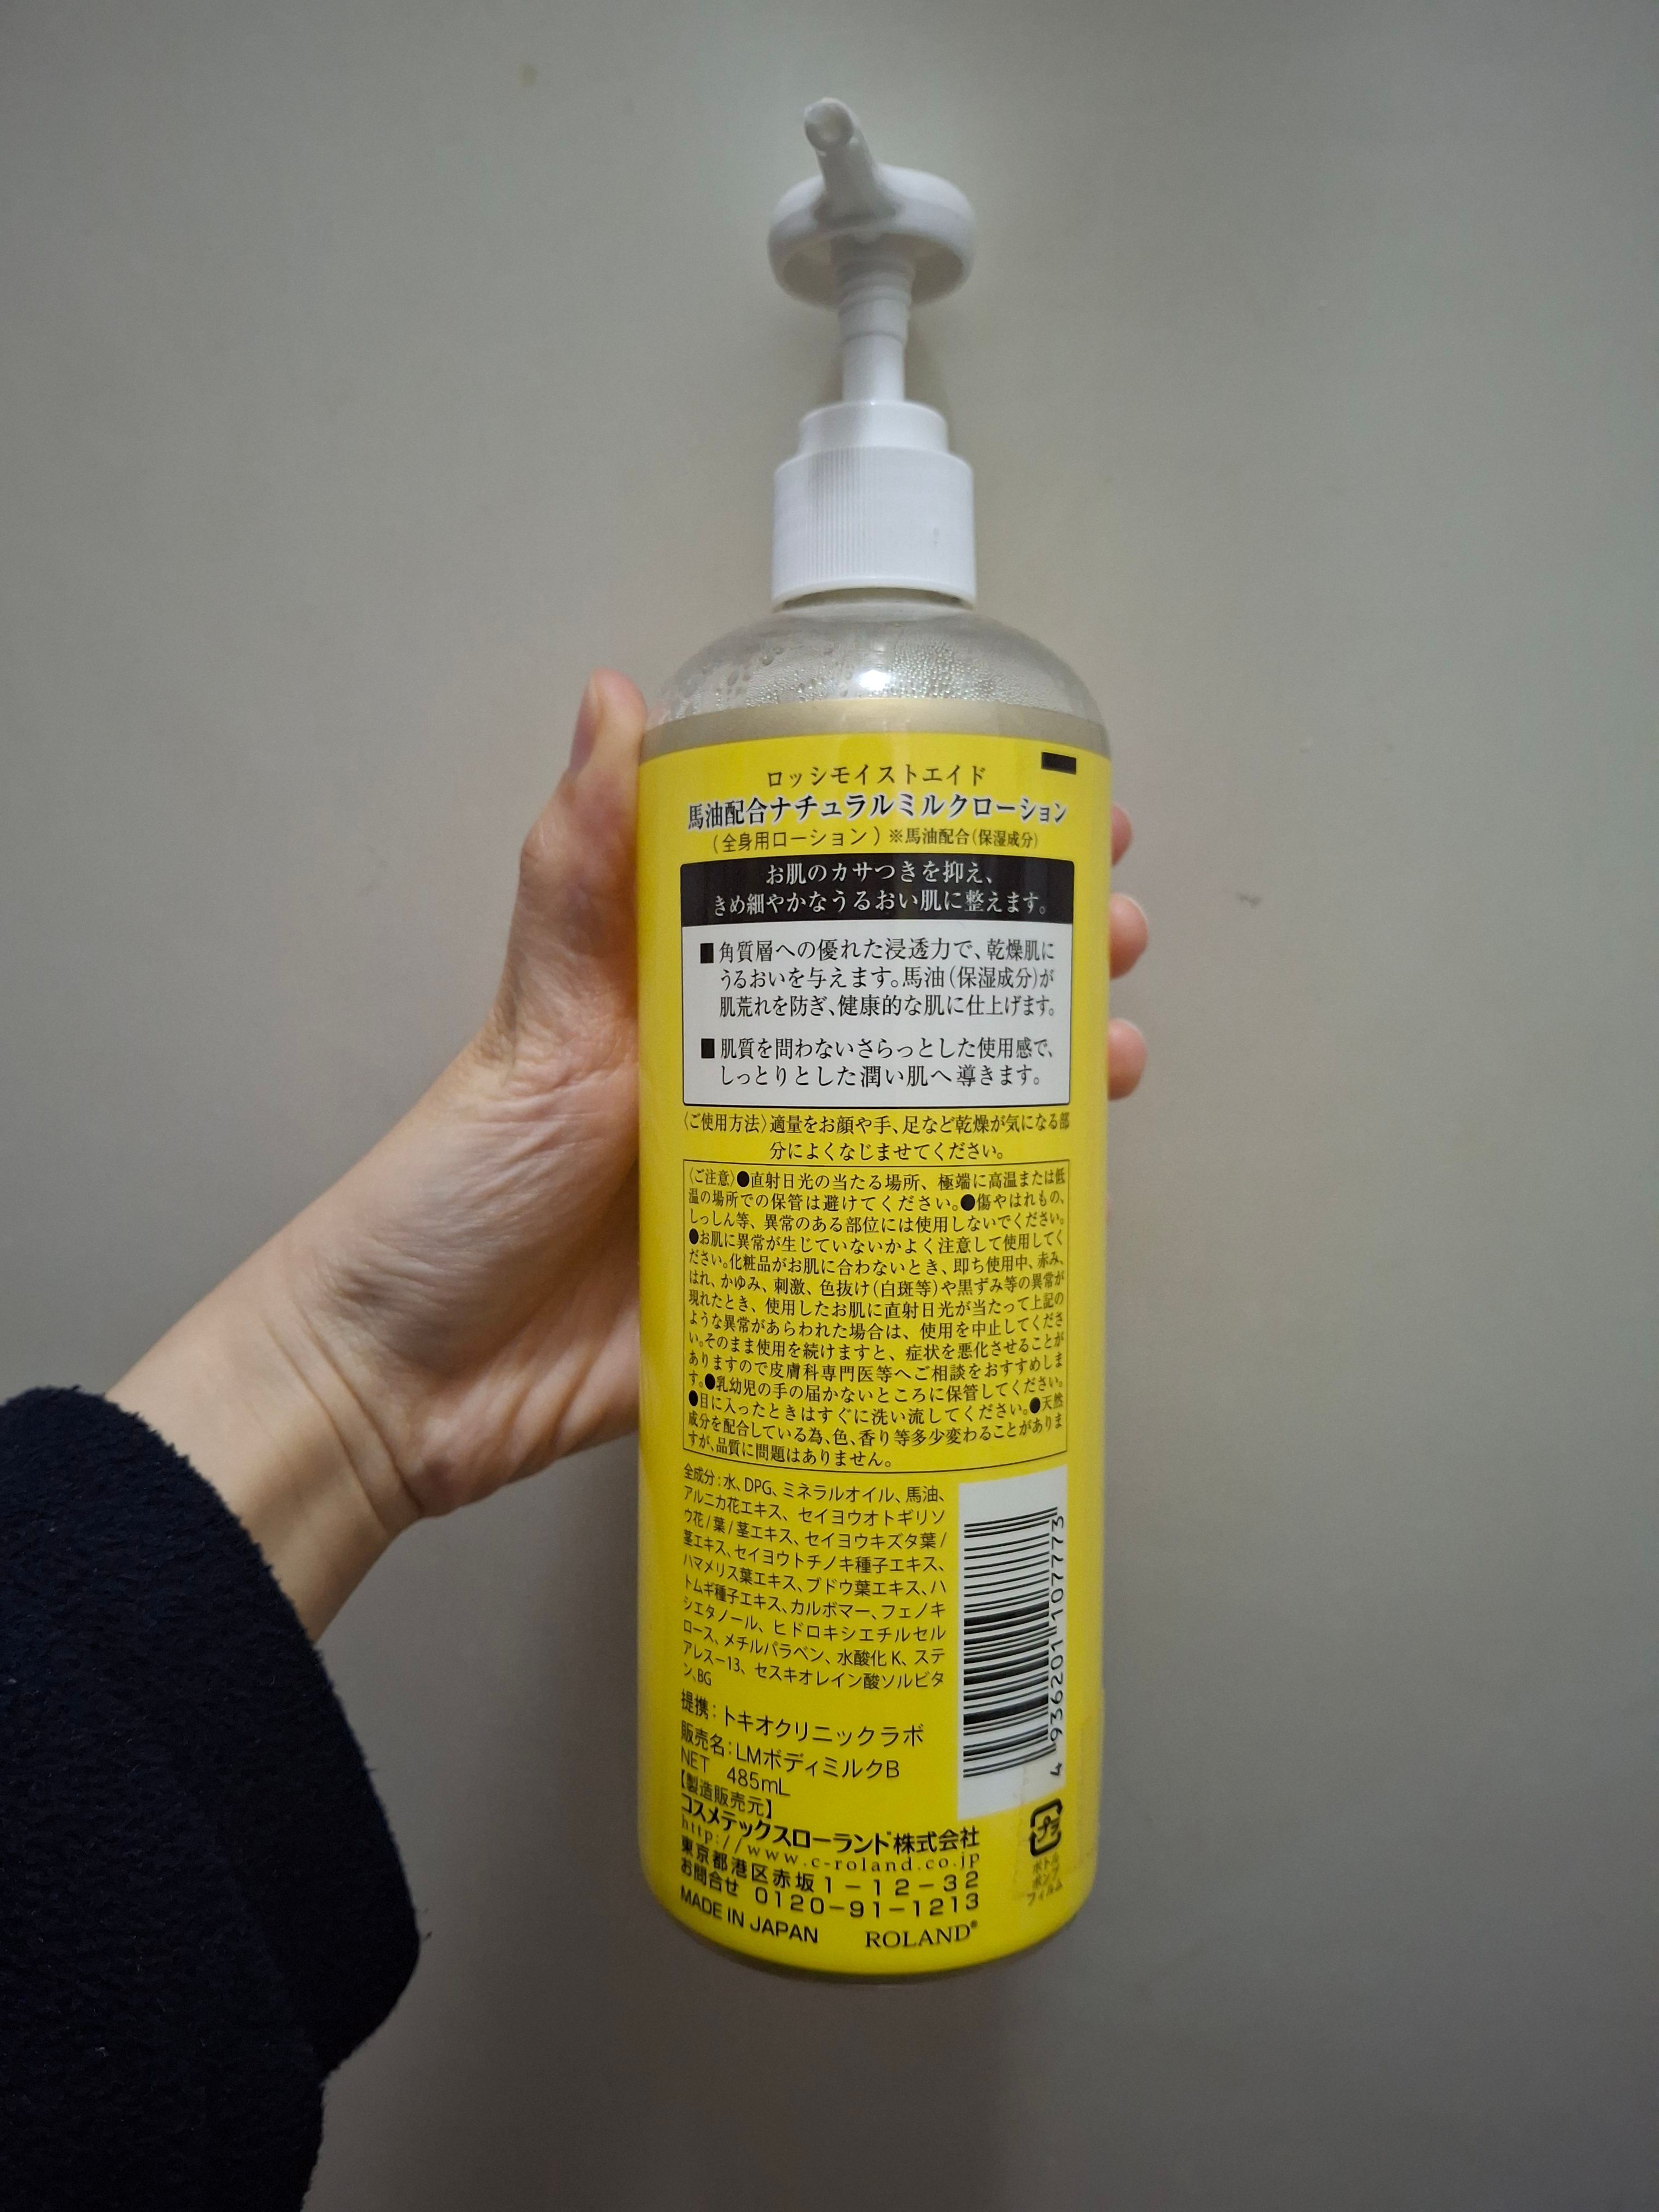 ロッシモイストエイド
馬油配合ナチュラルミルクローション
（全身用ローション）※馬油配合（保湿成分）
お肌のカサつきを抑え、
きめ細やかなうるおい肌に整えます。
■角質層への優れた浸透力で、乾燥肌に
うるおいを与えます。馬油（保湿成分）が
肌荒れを防ぎ、健康的な肌に仕上げます。
■肌質を問わないさらっとした使用感で、
しっとりとした潤い肌へ導きます。
〈ご使用方法〉適量をお顔や手、足など乾燥が気になる部
分によくなじませてください。
〈ご注意〉●直射日光の当たる場所、極端に高温または低
温の場所での保管は避けてください。●傷やはれもの、
しっしん等、異常のある部位には使用しないでください。
●お肌に異常が生じていないかよく注意して使用してく
ださい。化粧品がお肌に合わないとき、即ち使用中、赤み、
はれ、かゆみ、刺激、色抜け（白斑等）や黒ずみ等の異常が
現れたとき、使用したお肌に直射日光が当たって上記の
ような異常があらわれた場合は、使用を中止してくださ
い。そのまま使用を続けますと、症状を悪化させることが
ありますので皮膚科専門医等へご相談をおすすめしま
す。●乳幼児の手の届かないところに保管してください。
●目に入ったときはすぐに洗い流してください。●天然
成分を配合している為、色、香り等多少変わることがありま
すが、品質に問題はありません。
全成分：水、DPG、ミネラルオイル、馬油、
アルニカ花エキス、セイヨウオトギリソ
ウ花/葉/茎エキス、セイヨウキズタ葉/
茎エキス、セイヨウトチノキ種子エキス、
ハマメリス葉エキス、ブドウ葉エキス、ハ
トムギ種子エキス、カルボマー、フェノキ
シエタノール、ヒドロキシエチルセル
ロース、メチルパラベン、水酸化K、ステ
アレス－13、セスキオレイン酸ソルビタ
ン、BG
提携：トキオクリニックラボ
販売名：LMボディミルクB
NET 485mL
【製造販売元】
コスメテックスローランド株式会社
http://www.c-roland.co.jp
東京都港区赤坂1－12－32
お問合せ 0120－91－1213
MADE IN JAPAN ROLAND®
4 936201 107773
プラ
ボトル
ポンプ
フィルム